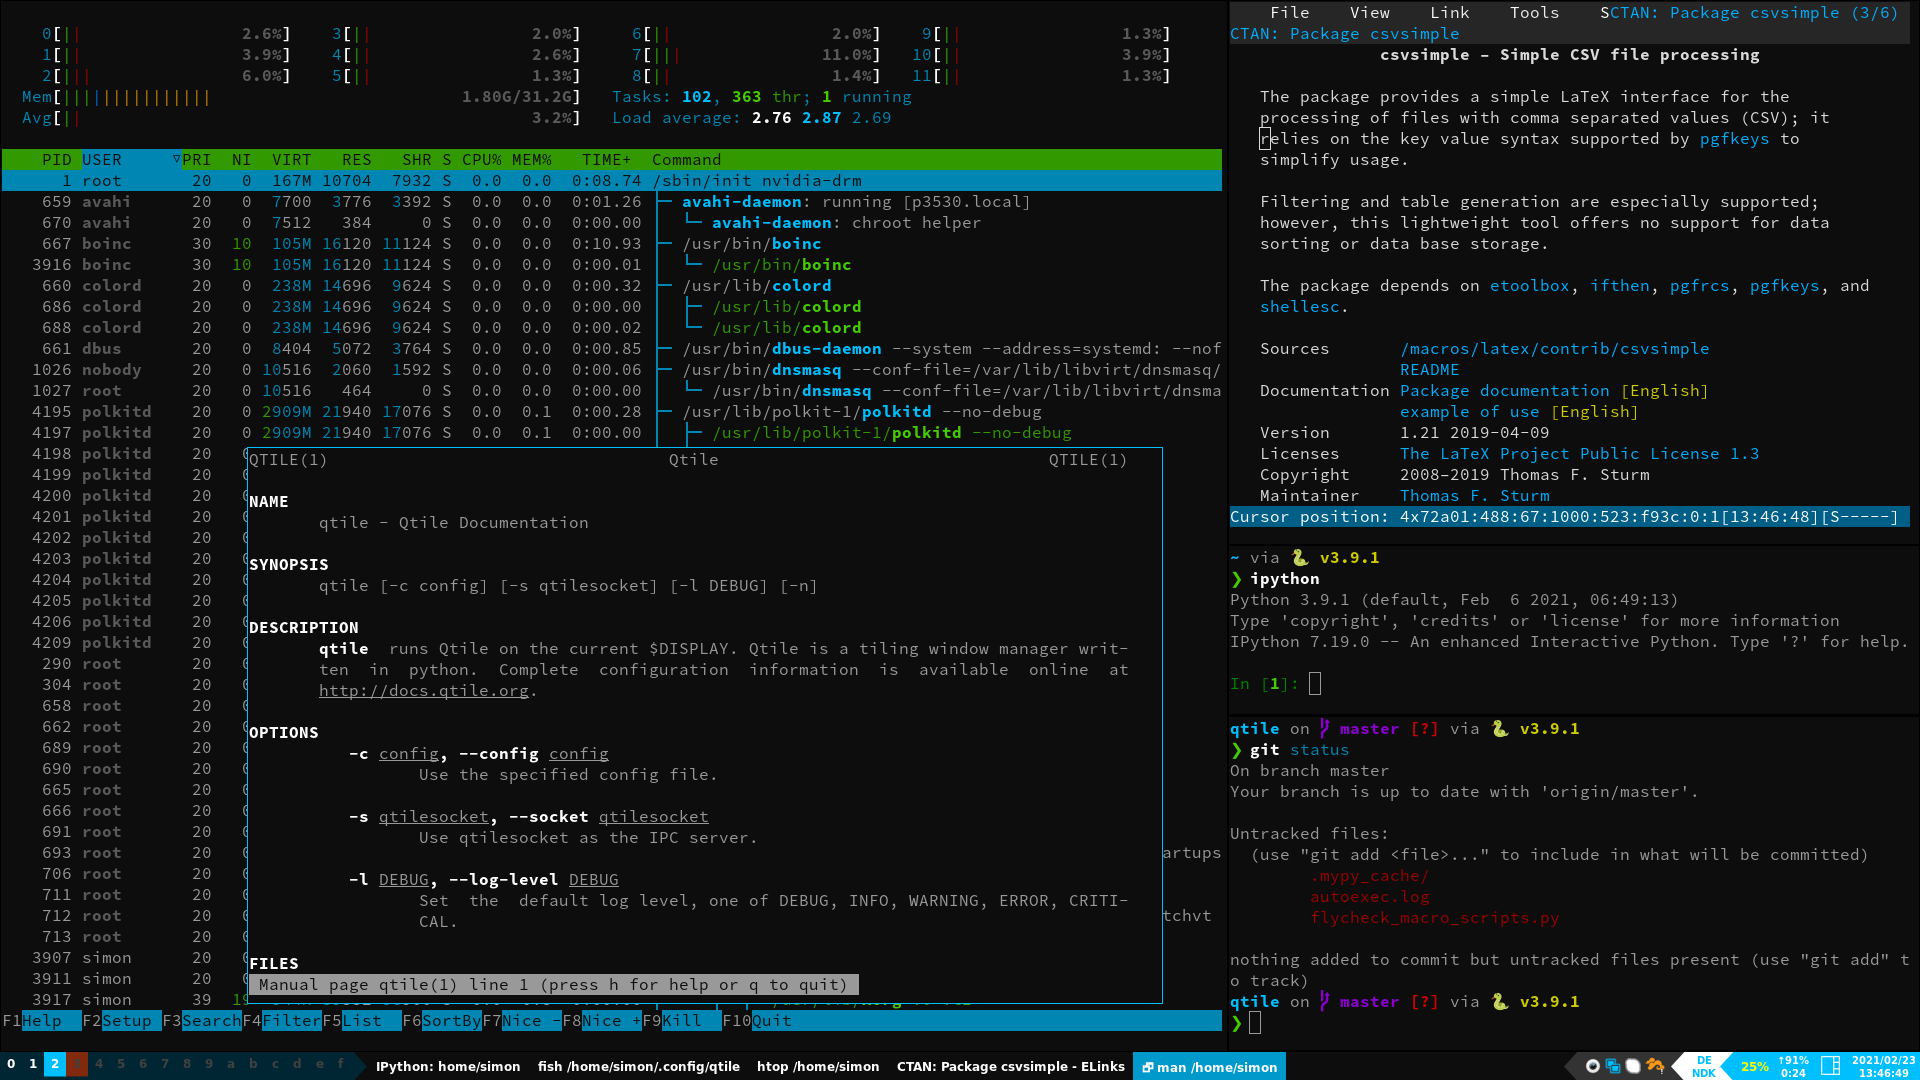 0[|| 2.6%] 3[|| 2.0%] 6[|| 2.0%] 9[|| 1.3%]
1[|| 3.9%] 4[|| 2.6%] 7[||| 11.0%] 10[|| 3.9%]
2[||| 6.0%] 5[|| 1.3%] 8[|| 1.4%] 11[|| 1.3%]
Mem[||||||||||||||| 1.80G/31.2G] Tasks: 102, 363 thr; 1 running
Avg[|| 3.2%] Load average: 2.76 2.87 2.69
PID USER ▽PRI NI VIRT RES SHR S CPU% MEM% TIME+ Command
1 root 20 0 167M 10704 7932 S 0.0 0.0 0:08.74 /sbin/init nvidia-drm
659 avahi 20 0 7700 3776 3392 S 0.0 0.0 0:01.26 ├─ avahi-daemon: running [p3530.local]
670 avahi 20 0 7512 384 0 S 0.0 0.0 0:00.00 │ └─ avahi-daemon: chroot helper
667 boinc 30 10 105M 16120 11124 S 0.0 0.0 0:10.93 ├─ /usr/bin/boinc
3916 boinc 30 10 105M 16120 11124 S 0.0 0.0 0:00.01 │ └─ /usr/bin/boinc
660 colord 20 0 238M 14696 9624 S 0.0 0.0 0:00.32 ├─ /usr/lib/colord
686 colord 20 0 238M 14696 9624 S 0.0 0.0 0:00.00 │ ├─ /usr/lib/colord
688 colord 20 0 238M 14696 9624 S 0.0 0.0 0:00.02 │ └─ /usr/lib/colord
661 dbus 20 0 8404 5072 3764 S 0.0 0.0 0:00.85 ├─ /usr/bin/dbus-daemon --system --address=systemd: --nof
1026 nobody 20 0 10516 2060 1592 S 0.0 0.0 0:00.06 ├─ /usr/bin/dnsmasq --conf-file=/var/lib/libvirt/dnsmasq/
1027 root 20 0 10516 464 0 S 0.0 0.0 0:00.00 │ └─ /usr/bin/dnsmasq --conf-file=/var/lib/libvirt/dnsma
4195 polkitd 20 0 2909M 21940 17076 S 0.0 0.1 0:00.28 ├─ /usr/lib/polkit-1/polkitd --no-debug
4197 polkitd 20 0 2909M 21940 17076 S 0.0 0.1 0:00.00 │ ├─ /usr/lib/polkit-1/polkitd --no-debug
4198 polkitd 20
4199 polkitd 20
4200 polkitd 20
4201 polkitd 20
4202 polkitd 20
4203 polkitd 20
4204 polkitd 20
4205 polkitd 20
4206 polkitd 20
4209 polkitd 20
290 root 20
304 root 20
658 root 20
662 root 20
689 root 20
690 root 20
665 root 20
666 root 20
691 root 20
693 root 20 artups
706 root 20
711 root 20
712 root 20 tchvt
713 root 20
3907 simon 20
3911 simon 20
3917 simon 39 19
F1Help F2Setup F3SearchF4FilterF5List F6SortByF7Nice -F8Nice +F9Kill F10Quit
QTILE(1) Qtile QTILE(1)
NAME
qtile - Qtile Documentation
SYNOPSIS
qtile [-c config] [-s qtilesocket] [-l DEBUG] [-n]
DESCRIPTION
qtile runs Qtile on the current $DISPLAY. Qtile is a tiling window manager writ-
ten in python. Complete configuration information is available online at
http://docs.qtile.org.
OPTIONS
-c config, --config config
Use the specified config file.
-s qtilesocket, --socket qtilesocket
Use qtilesocket as the IPC server.
-l DEBUG, --log-level DEBUG
Set the default log level, one of DEBUG, INFO, WARNING, ERROR, CRITI-
CAL.
FILES
Manual page qtile(1) line 1 (press h for help or q to quit)
File View Link Tools SCTAN: Package csvsimple (3/6)
CTAN: Package csvsimple
csvsimple – Simple CSV file processing
The package provides a simple LaTeX interface for the
processing of files with comma separated values (CSV); it
relies on the key value syntax supported by pgfkeys to
simplify usage.
Filtering and table generation are especially supported;
however, this lightweight tool offers no support for data
sorting or data base storage.
The package depends on etoolbox, ifthen, pgfrcs, pgfkeys, and
shellesc.
Sources /macros/latex/contrib/csvsimple
README
Documentation Package documentation [English]
example of use [English]
Version 1.21 2019-04-09
Licenses The LaTeX Project Public License 1.3
Copyright 2008–2019 Thomas F. Sturm
Maintainer Thomas F. Sturm
Cursor position: 4x72a01:488:67:1000:523:f93c:0:1[13:46:48][S-----]
~ via 🐍 v3.9.1
❯ ipython
Python 3.9.1 (default, Feb  6 2021, 06:49:13)
Type 'copyright', 'credits' or 'license' for more information
IPython 7.19.0 -- An enhanced Interactive Python. Type '?' for help.
In [1]:
qtile on master [?] via 🐍 v3.9.1
❯ git status
On branch master
Your branch is up to date with 'origin/master'.
Untracked files:
(use "git add <file>..." to include in what will be committed)
.mypy_cache/
autoexec.log
flycheck_macro_scripts.py
nothing added to commit but untracked files present (use "git add" t
o track)
qtile on master [?] via 🐍 v3.9.1
❯
0 1 2 3 4 5 6 7 8 9 a b c d e f IPython: home/simon fish /home/simon/.config/qtile htop /home/simon CTAN: Package csvsimple - ELinks man /home/simon
DE
NDK
25%
↑91%
0:24
2021/02/23
13:46:49